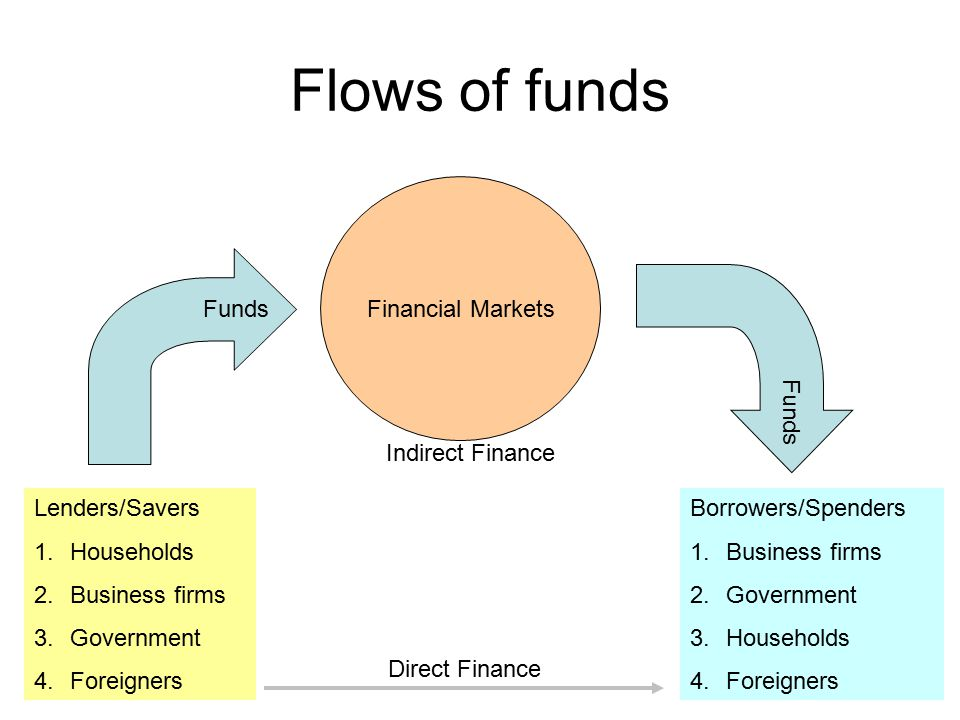 Flows of funds
Funds
Financial Markets
Funds
Indirect Finance
Lenders/Savers
1. Households
2. Business firms
3. Government
4. Foreigners
Borrowers/Spenders
1. Business firms
2. Government
3. Households
4. Foreigners
Direct Finance